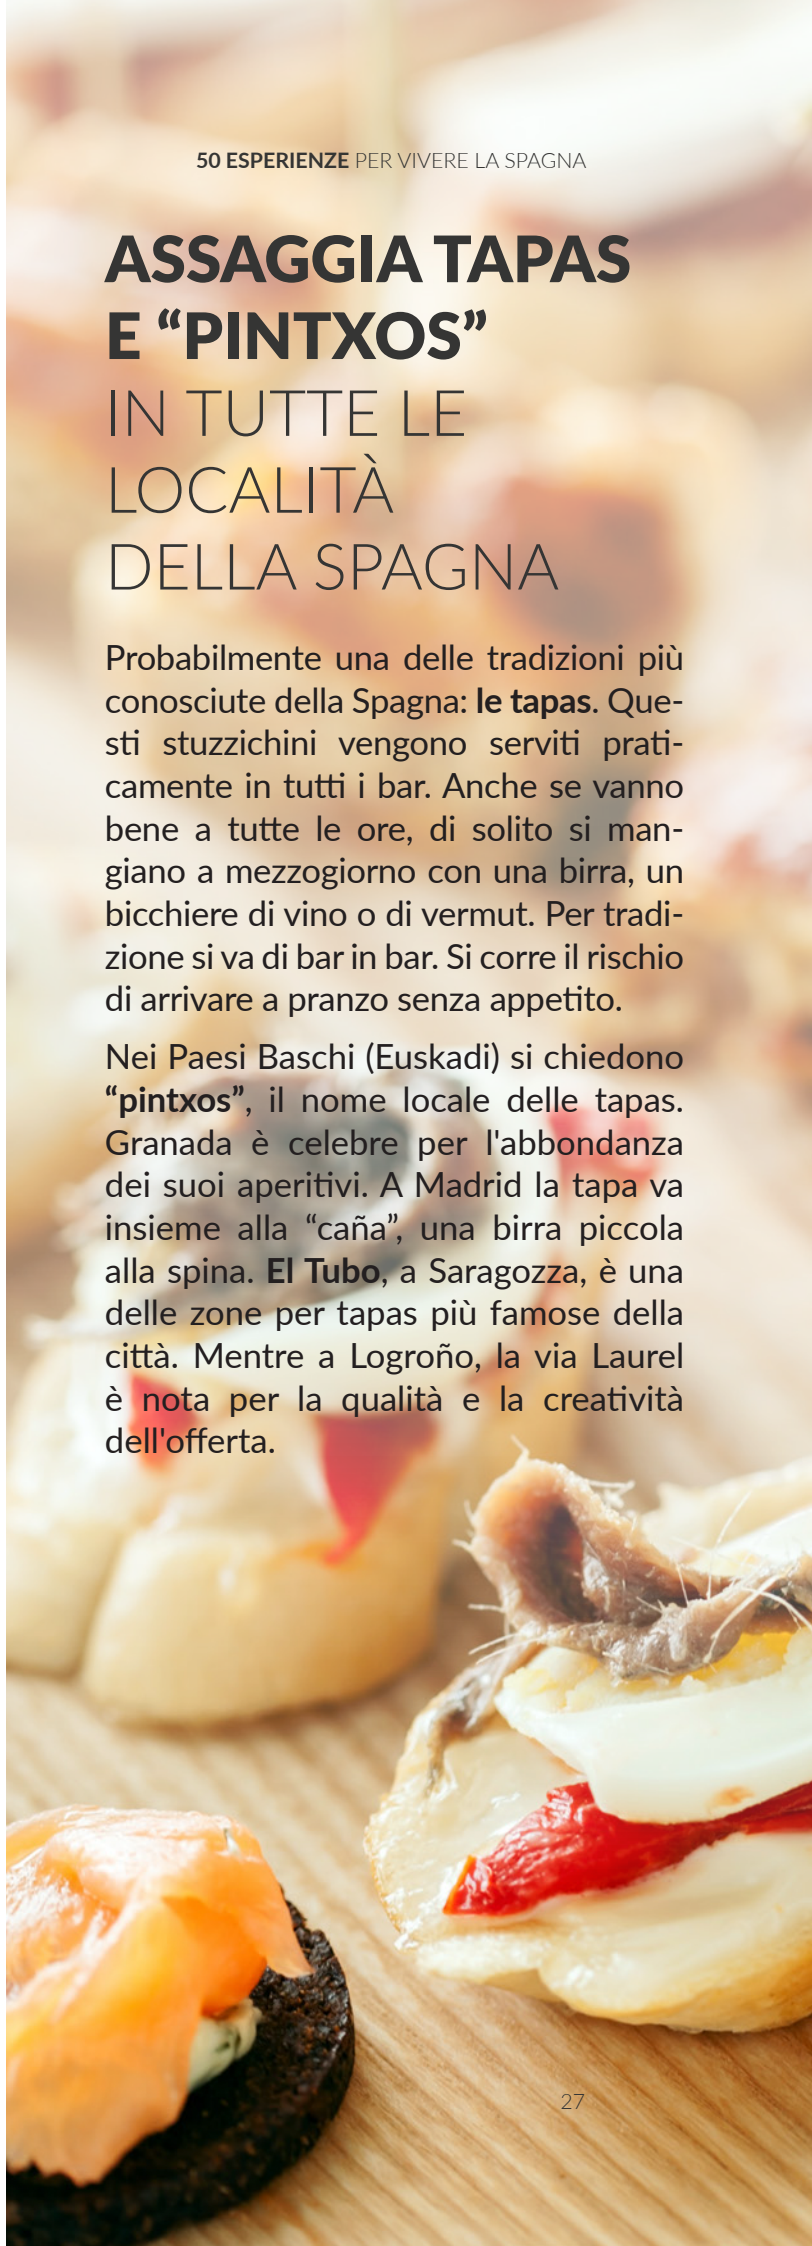 50 ESPERIENZE PER VIVERE LA SPAGNA
ASSAGGIA TAPAS
E “PINTXOS”
IN TUTTE LE
LOCALITÀ
DELLA SPAGNA
Probabilmente una delle tradizioni più
conosciute della Spagna: le tapas. Que-
sti stuzzichini vengono serviti prati-
camente in tutti i bar. Anche se vanno
bene a tutte le ore, di solito si man-
giano a mezzogiorno con una birra, un
bicchiere di vino o di vermut. Per tradi-
zione si va di bar in bar. Si corre il rischio
di arrivare a pranzo senza appetito.
Nei Paesi Baschi (Euskadi) si chiedono
“pintxos”, il nome locale delle tapas.
Granada è celebre per l'abbondanza
dei suoi aperitivi. A Madrid la tapa va
insieme alla “caña”, una birra piccola
alla spina. El Tubo, a Saragozza, è una
delle zone per tapas più famose della
città. Mentre a Logroño, la via Laurel
è nota per la qualità e la creatività
dell'offerta.
27